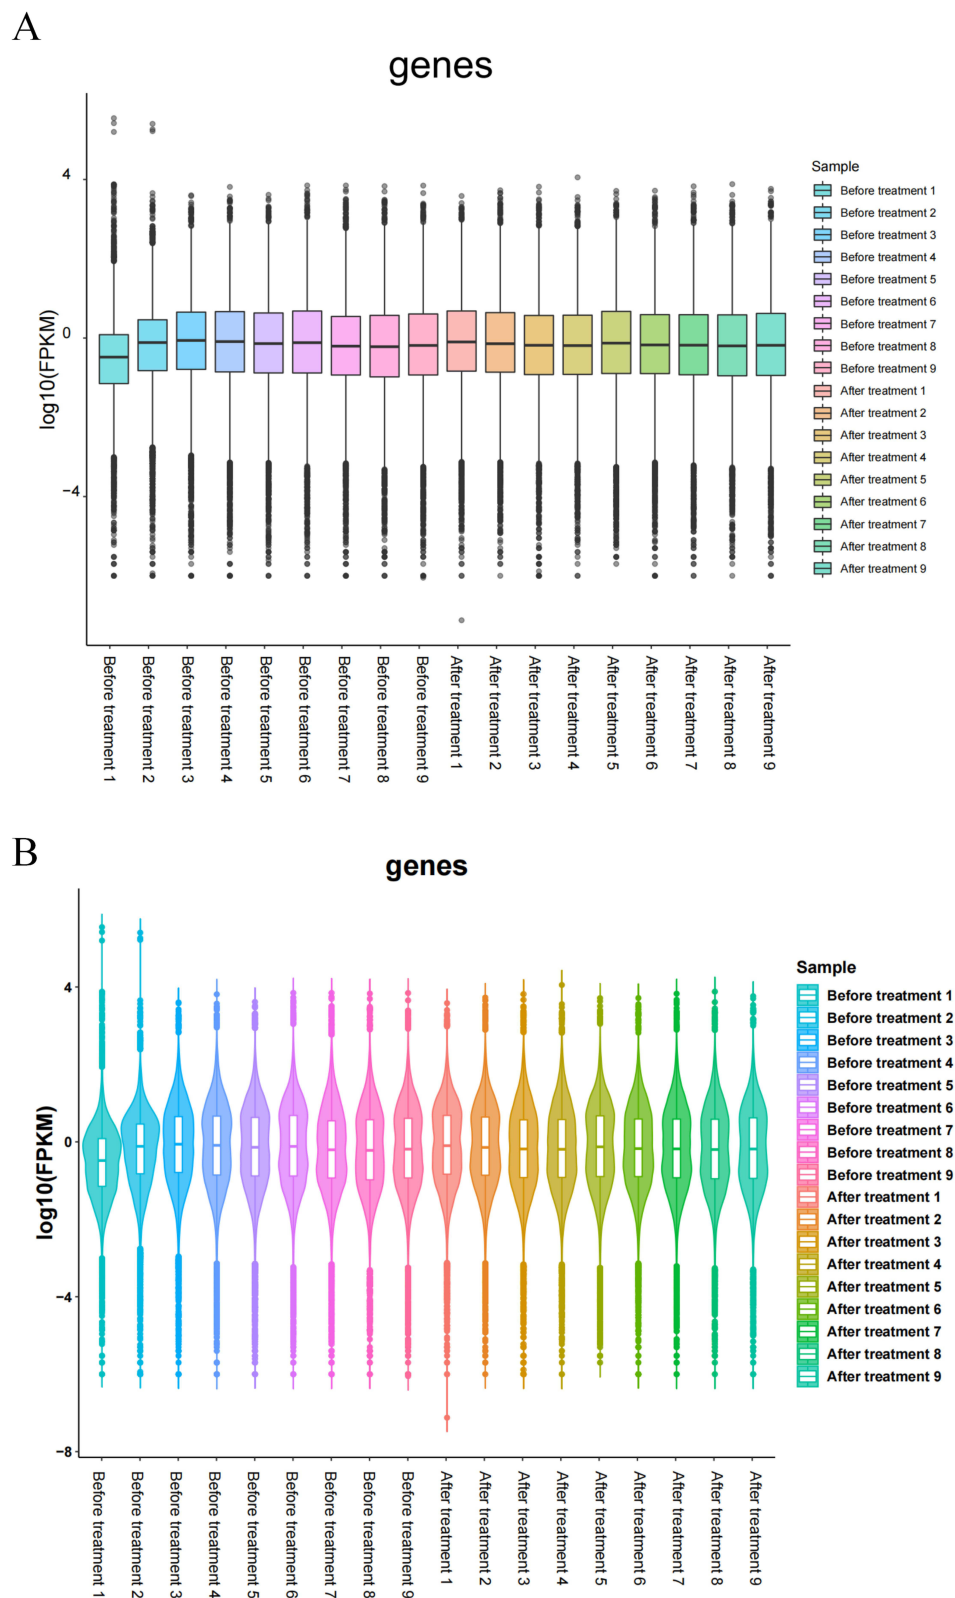 A
genes
log10(FPKM)
4
0
−4
Sample
Before treatment 1
Before treatment 2
Before treatment 3
Before treatment 4
Before treatment 5
Before treatment 6
Before treatment 7
Before treatment 8
Before treatment 9
After treatment 1
After treatment 2
After treatment 3
After treatment 4
After treatment 5
After treatment 6
After treatment 7
After treatment 8
After treatment 9
Before treatment 1
Before treatment 2
Before treatment 3
Before treatment 4
Before treatment 5
Before treatment 6
Before treatment 7
Before treatment 8
Before treatment 9
After treatment 1
After treatment 2
After treatment 3
After treatment 4
After treatment 5
After treatment 6
After treatment 7
After treatment 8
After treatment 9
B
genes
log10(FPKM)
4
0
−4
−8
Sample
Before treatment 1
Before treatment 2
Before treatment 3
Before treatment 4
Before treatment 5
Before treatment 6
Before treatment 7
Before treatment 8
Before treatment 9
After treatment 1
After treatment 2
After treatment 3
After treatment 4
After treatment 5
After treatment 6
After treatment 7
After treatment 8
After treatment 9
Before treatment 1
Before treatment 2
Before treatment 3
Before treatment 4
Before treatment 5
Before treatment 6
Before treatment 7
Before treatment 8
Before treatment 9
After treatment 1
After treatment 2
After treatment 3
After treatment 4
After treatment 5
After treatment 6
After treatment 7
After treatment 8
After treatment 9